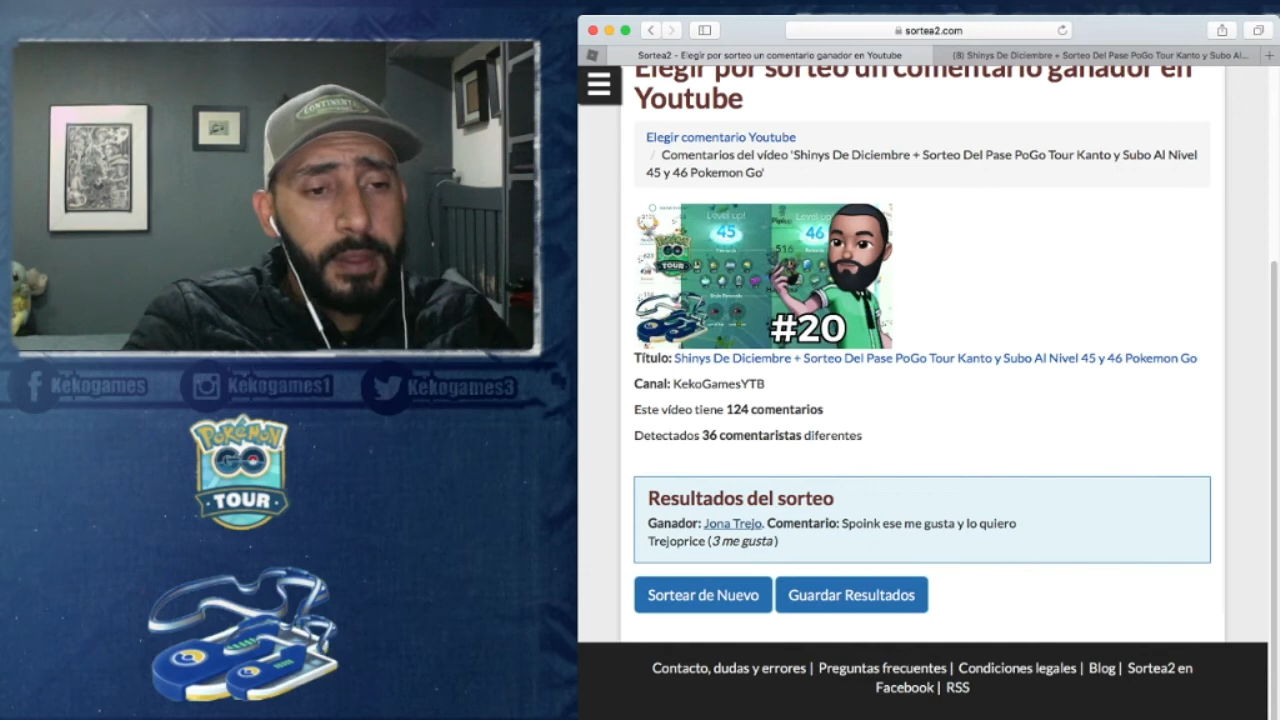 CONTINENTAL
Kekogames
Kekogames1
Kekogames3
POKÉMON
GO
TOUR
sortea2.com
Sortea2 - Elegir por sorteo un comentario ganador en Youtube
(8) Shinys De Diciembre + Sorteo Del Pase PoGo Tour Kanto y Subo Al...
Elegir por sorteo un comentario ganador en
Youtube
Elegir comentario Youtube
/ Comentarios del vídeo 'Shinys De Diciembre + Sorteo Del Pase PoGo Tour Kanto y Subo Al Nivel
45 y 46 Pokemon Go'
Level up!
45
Level up!
46
516
GO
TOUR
#20
Título: Shinys De Diciembre + Sorteo Del Pase PoGo Tour Kanto y Subo Al Nivel 45 y 46 Pokemon Go
Canal: KekoGamesYTB
Este vídeo tiene 124 comentarios
Detectados 36 comentaristas diferentes
Resultados del sorteo
Ganador: Jona Trejo. Comentario: Spoink ese me gusta y lo quiero
Trejoprice (3 me gusta)
Sortear de Nuevo
Guardar Resultados
Contacto, dudas y errores | Preguntas frecuentes | Condiciones legales | Blog | Sortea2 en
Facebook | RSS